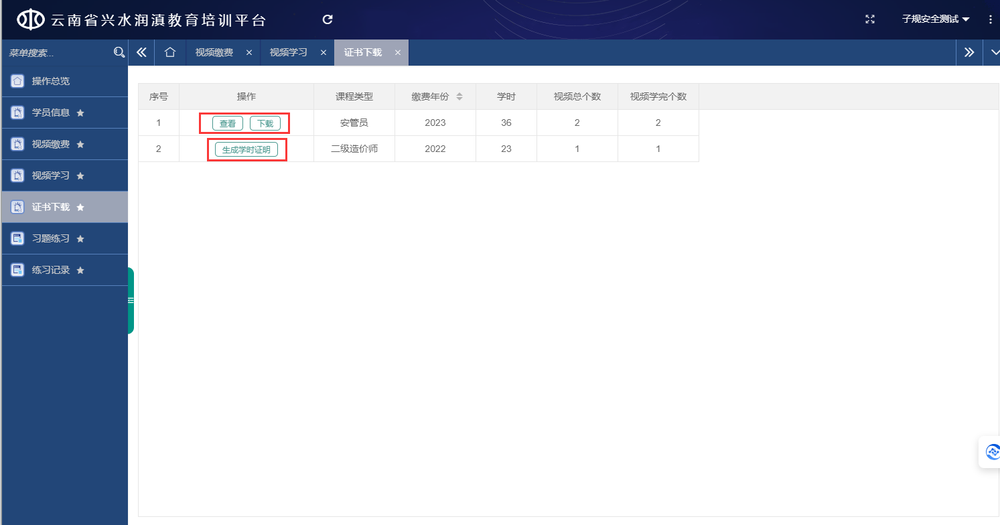 云南省兴水润滇教育培训平台
子规安全测试
菜单搜索...
视频缴费
视频学习
证书下载
操作总览
学员信息
视频缴费
视频学习
证书下载
习题练习
练习记录
序号 操作 课程类型 缴费年份 学时 视频总个数 视频学完个数
1 查看 下载 安管员 2023 36 2 2
2 生成学时证明 二级造价师 2022 23 1 1